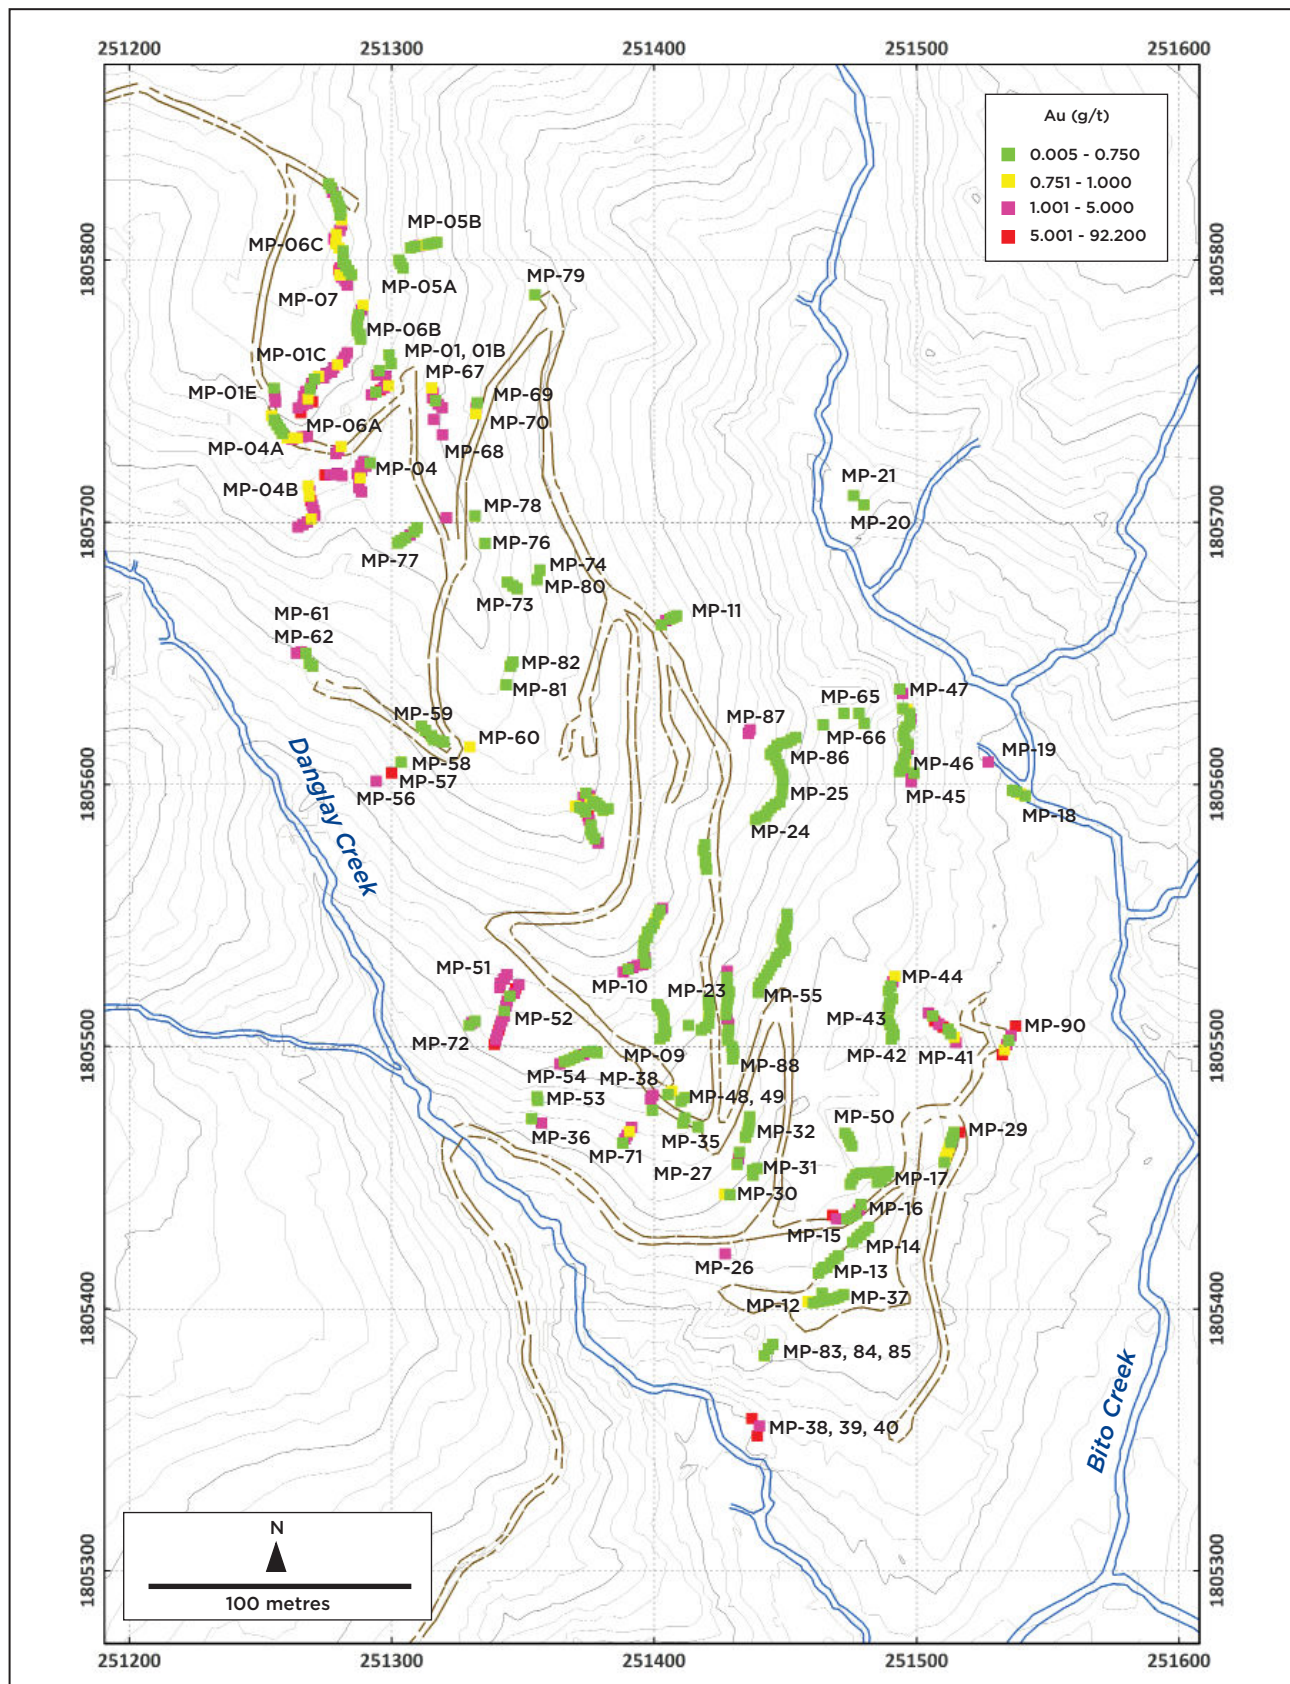 251200 251300 251400 251500 251600
Au (g/t)
0.005 - 0.750
0.751 - 1.000
1.001 - 5.000
5.001 - 92.200
1805800
1805800
MP-05B
MP-06C
MP-05A
MP-79
MP-07
MP-06B
MP-01C
MP-01, 01B
MP-67
MP-01E
MP-69
MP-70
MP-06A
MP-04A
MP-68
MP-04
MP-21
MP-04B
MP-20
1805700
1805700
MP-78
MP-76
MP-77
MP-74
MP-80
MP-73
MP-61
MP-11
MP-62
MP-82
MP-81
MP-65
MP-47
MP-59
MP-87
MP-66
MP-60
MP-19
MP-86
MP-58
MP-46
MP-57
1805600
1805600
MP-56
MP-25
MP-45
MP-18
MP-24
Danglay Creek
MP-51
MP-10
MP-23
MP-55
MP-44
MP-52
MP-43
MP-90
MP-72
MP-09
MP-42
MP-41
1805500
1805500
MP-54
MP-38
MP-88
MP-53
MP-48, 49
MP-50
MP-36
MP-35
MP-32
MP-29
MP-71
MP-27
MP-31
MP-17
MP-30
MP-16
MP-15
MP-14
MP-26
MP-13
MP-12
MP-37
1805400
1805400
MP-83, 84, 85
MP-38, 39, 40
Bito Creek
N
100 metres
1805300
1805300
251200 251300 251400 251500 251600